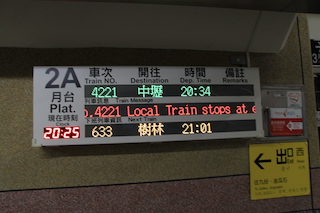 2A
月台
Plat.
現在時刻
Clock
20:25
車次 開往 時間 備註
Train NO. Destination Dep. Time Remarks
4221 中壢 20:34
列車訊息 Train Message
o.4221 Local Train stops at e
下班列車資訊 Next Train
633 樹林 21:01
出口 西